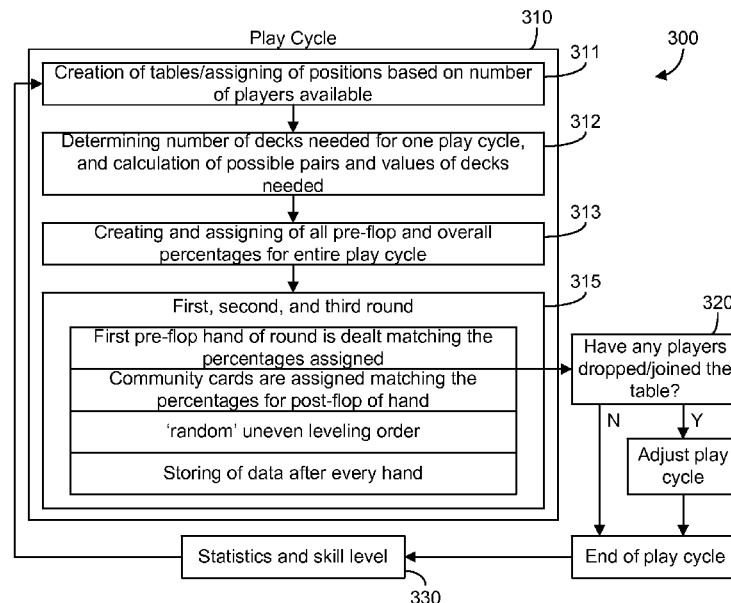 Play Cycle
310
300
311
Creation of tables/assigning of positions based on number
of players available
312
Determining number of decks needed for one play cycle,
and calculation of possible pairs and values of decks
needed
313
Creating and assigning of all pre-flop and overall
percentages for entire play cycle
315
First, second, and third round
First pre-flop hand of round is dealt matching the
percentages assigned
Community cards are assigned matching the
percentages for post-flop of hand
'random' uneven leveling order
Storing of data after every hand
320
Have any players
dropped/joined the
table?
N
Y
Adjust play
cycle
End of play cycle
Statistics and skill level
330